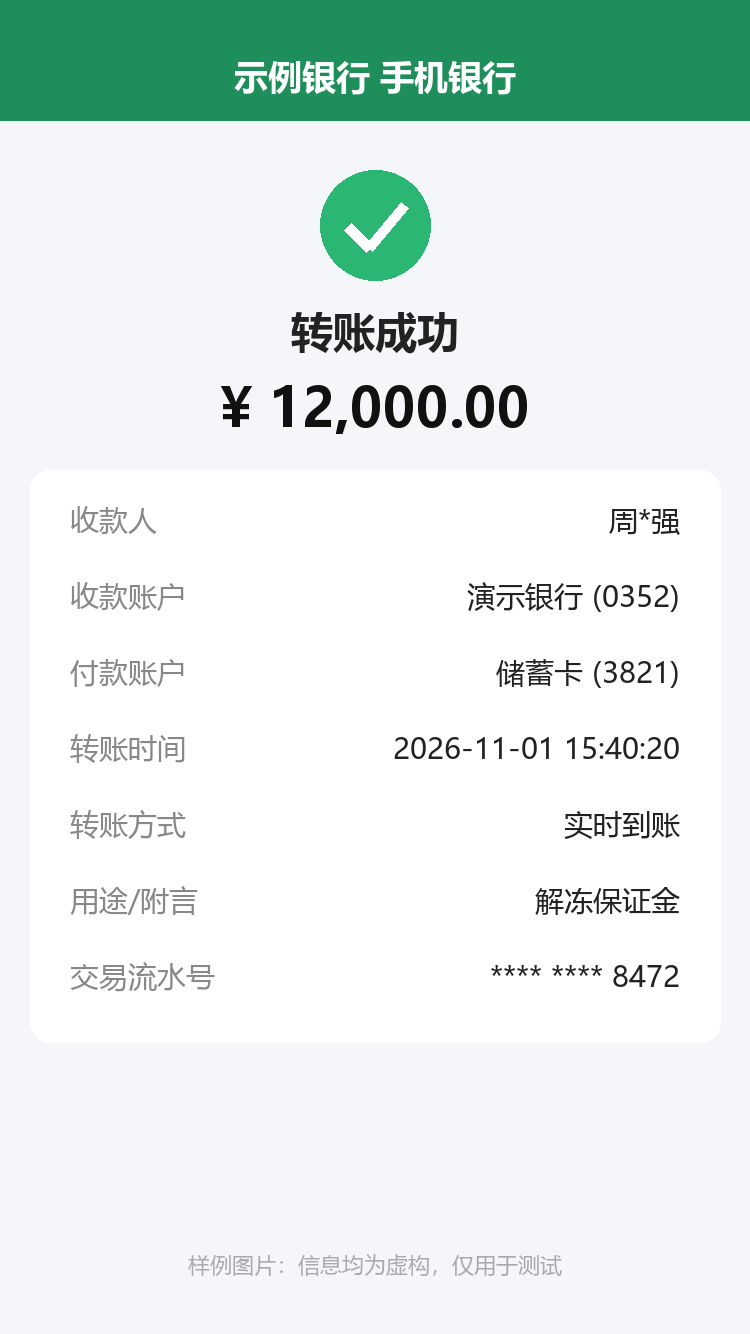 示例银行 手机银行
转账成功
¥ 12,000.00
收款人 周*强
收款账户 演示银行 (0352)
付款账户 储蓄卡 (3821)
转账时间 2026-11-01 15:40:20
转账方式 实时到账
用途/附言 解冻保证金
交易流水号 **** **** 8472
样例图片：信息均为虚构，仅用于测试